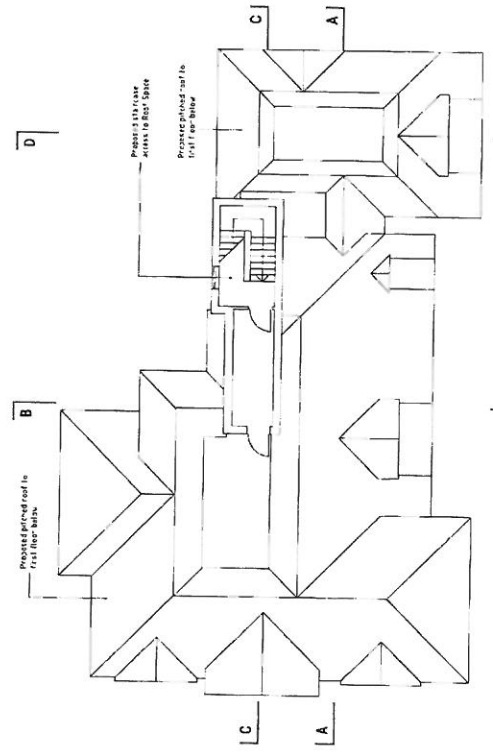 C
A
D
Proposed staircase
access to Roof Space
Proposed pitched roof to
first floor below
B
Proposed pitched roof to
first floor below
C
A